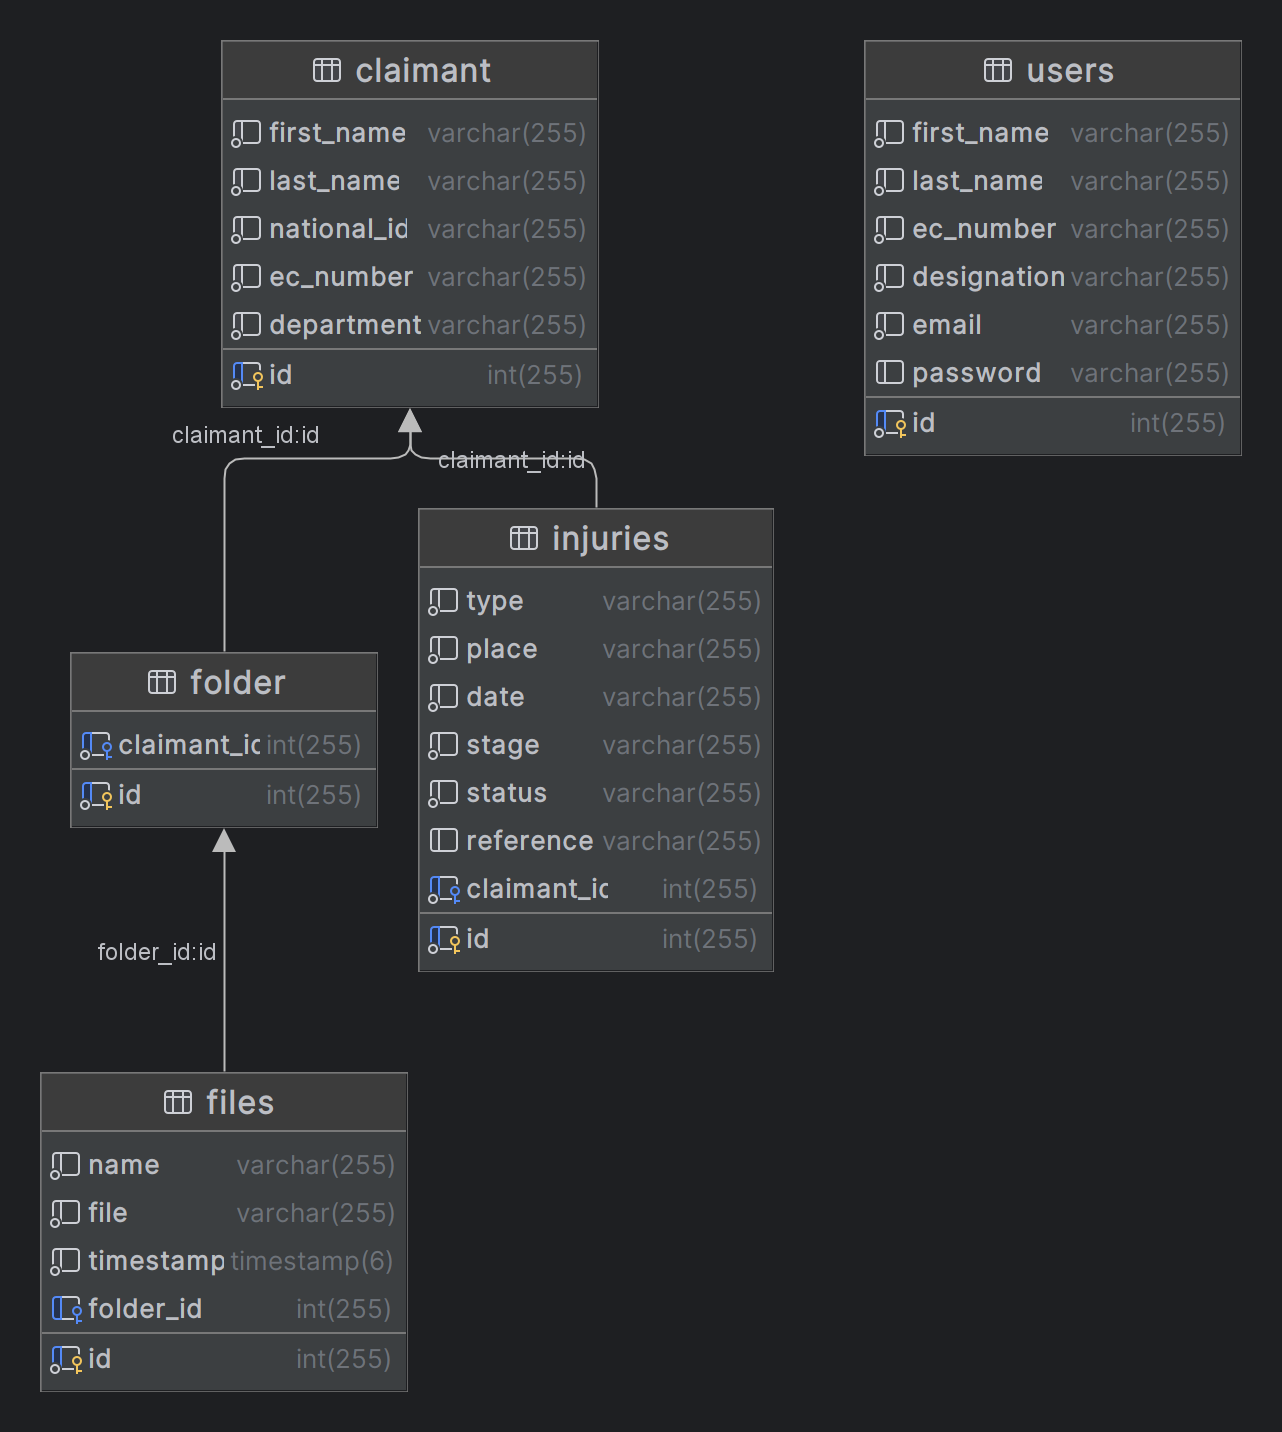 claimant
first_name varchar(255)
last_name varchar(255)
national_id varchar(255)
ec_number varchar(255)
department varchar(255)
id int(255)
users
first_name varchar(255)
last_name varchar(255)
ec_number varchar(255)
designation varchar(255)
email varchar(255)
password varchar(255)
id int(255)
claimant_id:id
claimant_id:id
injuries
type varchar(255)
place varchar(255)
date varchar(255)
stage varchar(255)
status varchar(255)
reference varchar(255)
claimant_id int(255)
id int(255)
folder
claimant_id int(255)
id int(255)
folder_id:id
files
name varchar(255)
file varchar(255)
timestamp timestamp(6)
folder_id int(255)
id int(255)